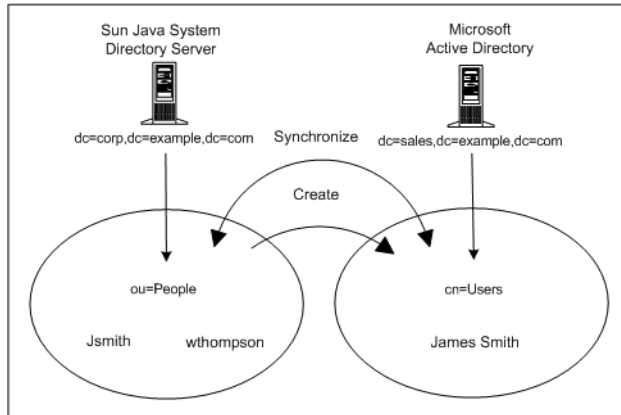 Sun Java System
Directory Server
Microsoft
Active Directory
dc=corp,dc=example,dc=com
Synchronize
dc=sales,dc=example,dc=com
Create
ou=People
cn=Users
Jsmith
wthompson
James Smith